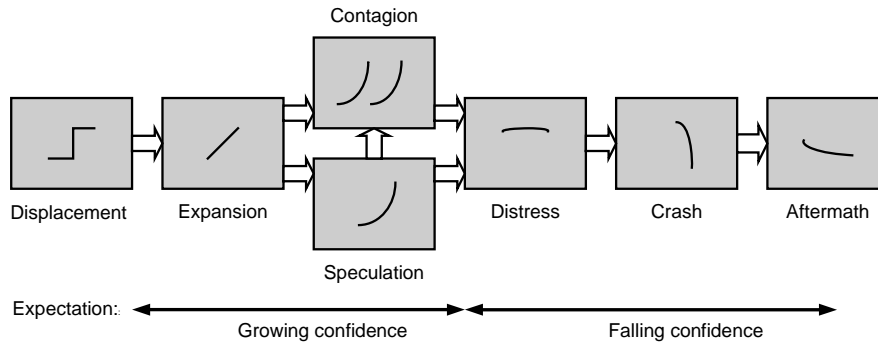 Contagion
Displacement
Expansion
Speculation
Distress
Crash
Aftermath
Expectation:
Growing confidence
Falling confidence